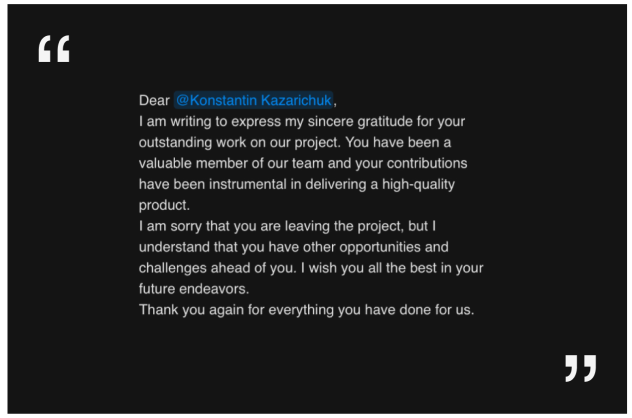 “
Dear @Konstantin Kazarichuk,
I am writing to express my sincere gratitude for your
outstanding work on our project. You have been a
valuable member of our team and your contributions
have been instrumental in delivering a high-quality
product.
I am sorry that you are leaving the project, but I
understand that you have other opportunities and
challenges ahead of you. I wish you all the best in your
future endeavors.
Thank you again for everything you have done for us.
”